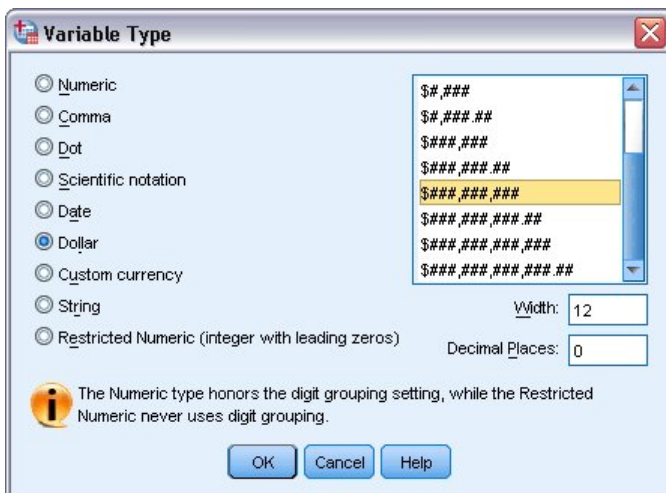 Variable Type
Numeric
Comma
Dot
Scientific notation
Date
Dollar
Custom currency
String
Restricted Numeric (integer with leading zeros)
$#,###
$#,###.##
$###,###
$###,###.##
$###,###,###
$###,###,###.##
$###,###,###,###
$###,###,###,###.##
Width: 12
Decimal Places: 0
The Numeric type honors the digit grouping setting, while the Restricted
Numeric never uses digit grouping.
OK Cancel Help